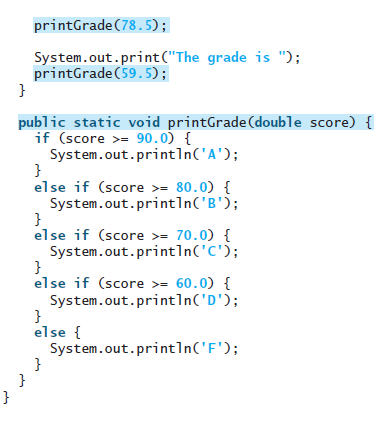 printGrade(78.5);
System.out.print("The grade is ");
printGrade(59.5);
}
public static void printGrade(double score) {
if (score >= 90.0) {
System.out.println('A');
}
else if (score >= 80.0) {
System.out.println('B');
}
else if (score >= 70.0) {
System.out.println('C');
}
else if (score >= 60.0) {
System.out.println('D');
}
else {
System.out.println('F');
}
}
}